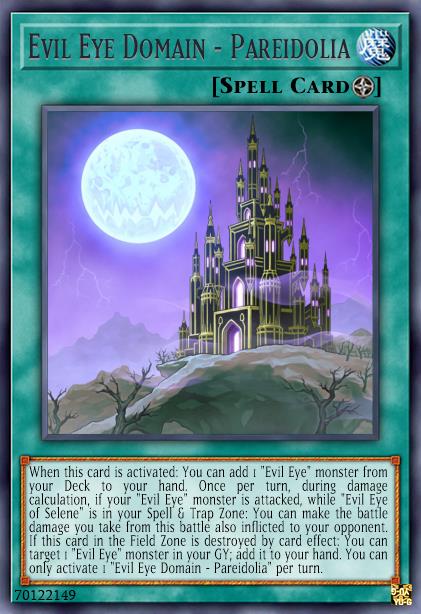 Evil Eye Domain - Pareidolia
魔
[Spell Card]
When this card is activated: You can add 1 "Evil Eye" monster from
your Deck to your hand. Once per turn, during damage
calculation, if your "Evil Eye" monster is attacked, while "Evil Eye
of Selene" is in your Spell & Trap Zone: You can make the battle
damage you take from this battle also inflicted to your opponent.
If this card in the Field Zone is destroyed by card effect: You can
target 1 "Evil Eye" monster in your GY; add it to your hand. You can
only activate 1 "Evil Eye Domain - Pareidolia" per turn.
70122149